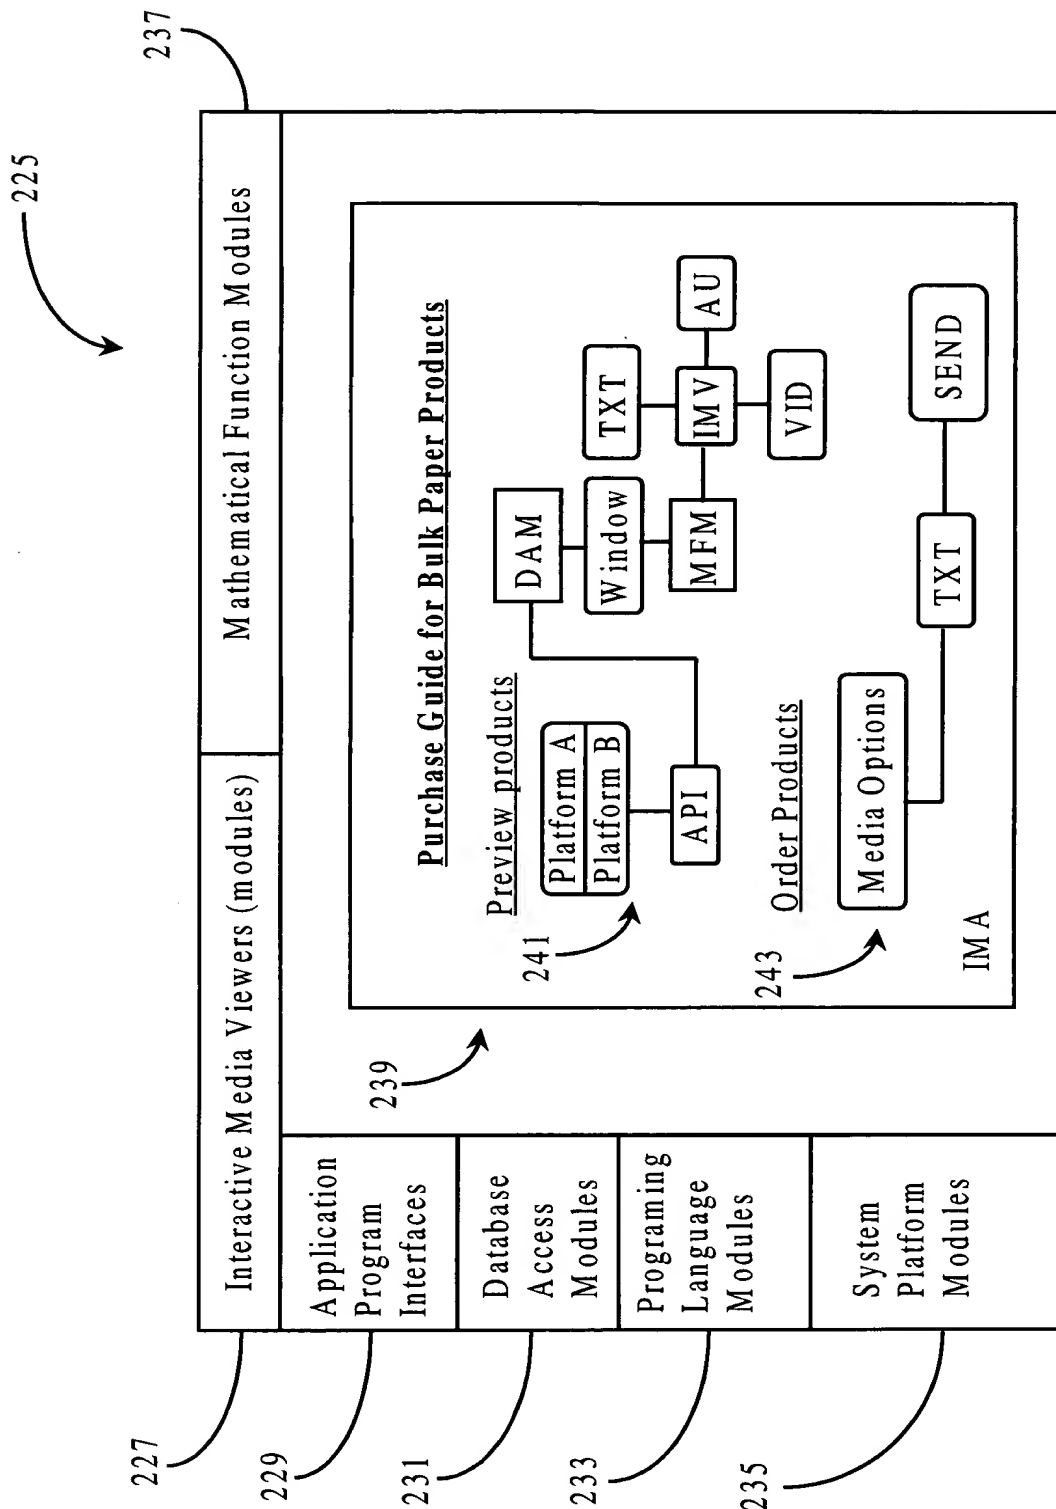 225
237
Interactive Media Viewers (modules)
Mathematical Function Modules
227
229
231
233
235
Application
Program
Interfaces
Database
Access
Modules
Programing
Language
Modules
System
Platform
Modules
239
Purchase Guide for Bulk Paper Products
Preview products
241
Platform A
Platform B
API
DAM
Window
MFM
TXT
IMV
AU
VID
Order Products
243
Media Options
TXT
SEND
IMA